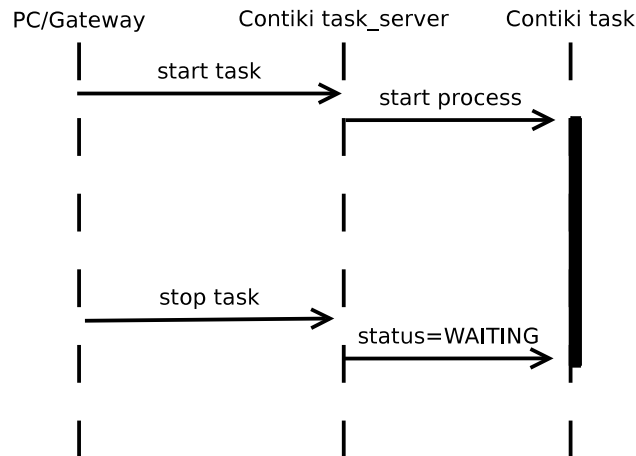 PC/Gateway
Contiki task_server
Contiki task
start task
start process
stop task
status=WAITING